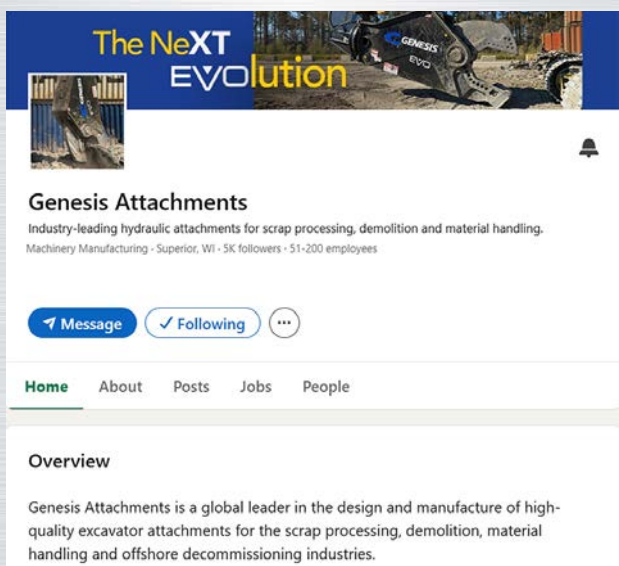 The NeXT
EVOlution
GENESIS
EVO
Genesis Attachments
Industry-leading hydraulic attachments for scrap processing, demolition and material handling.
Machinery Manufacturing · Superior, WI · 5K followers · 51-200 employees
Message
Following
Home About Posts Jobs People
Overview
Genesis Attachments is a global leader in the design and manufacture of high-
quality excavator attachments for the scrap processing, demolition, material
handling and offshore decommissioning industries.